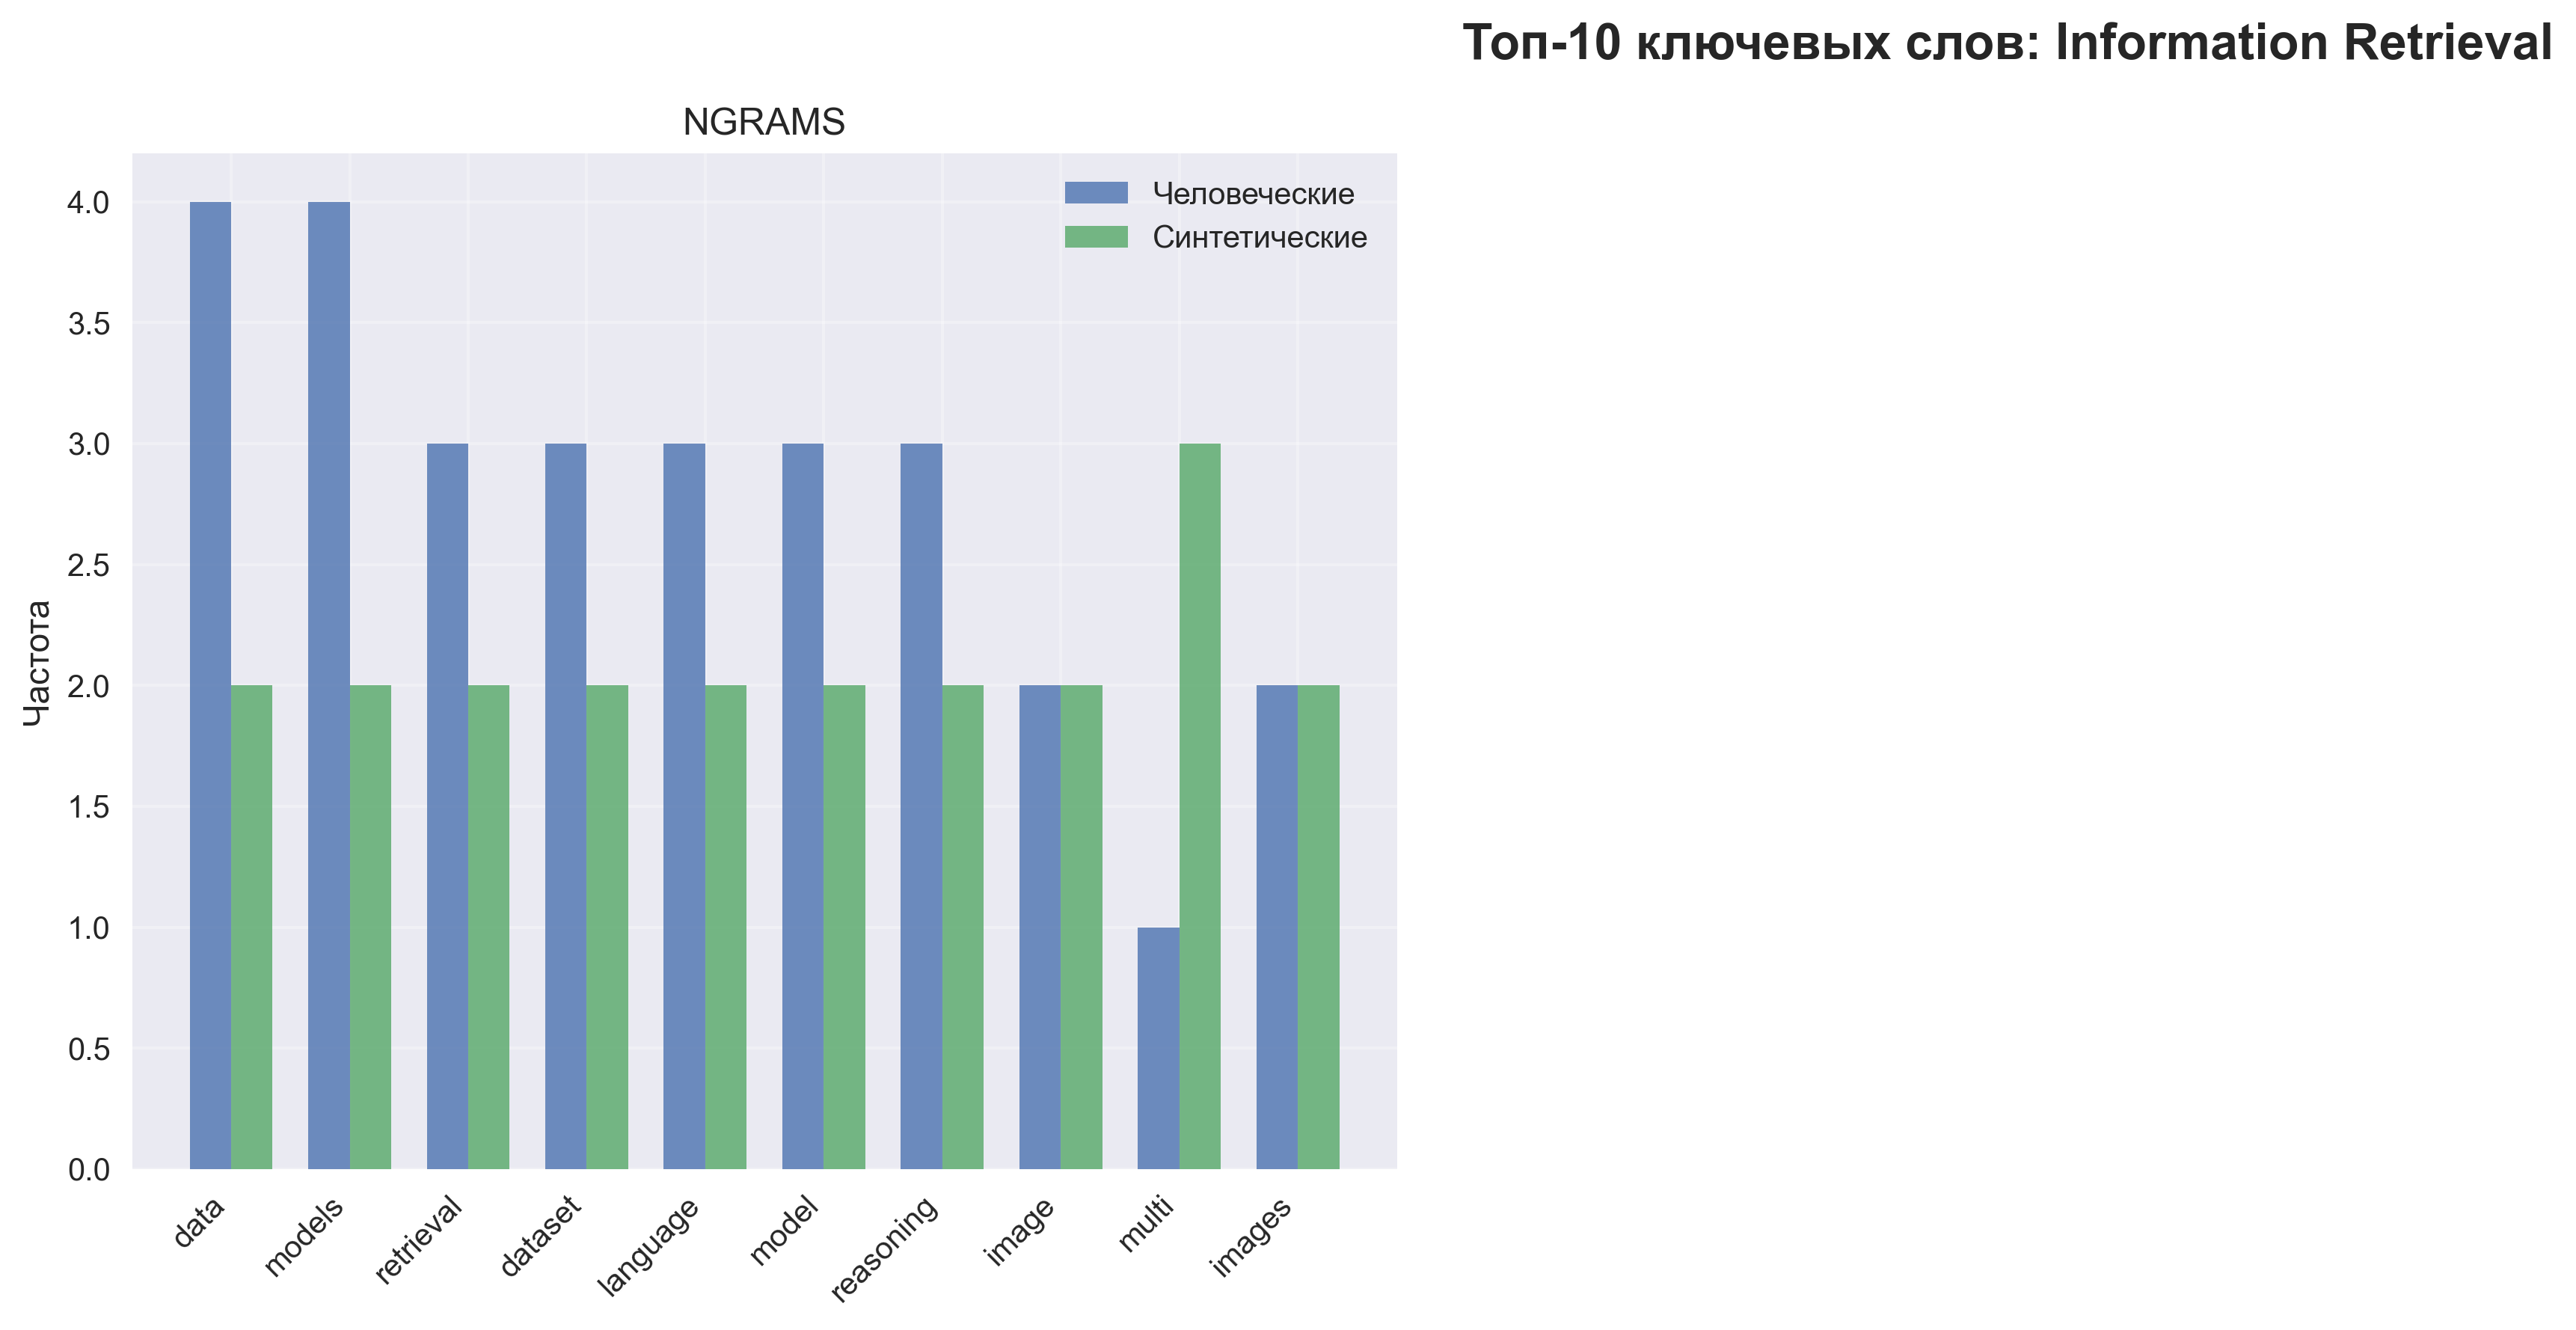 Топ-10 ключевых слов: Information Retrieval
NGRAMS
Человеческие
Синтетические
Частота
4.0
3.5
3.0
2.5
2.0
1.5
1.0
0.5
0.0
data
models
retrieval
dataset
language
model
reasoning
image
multi
images